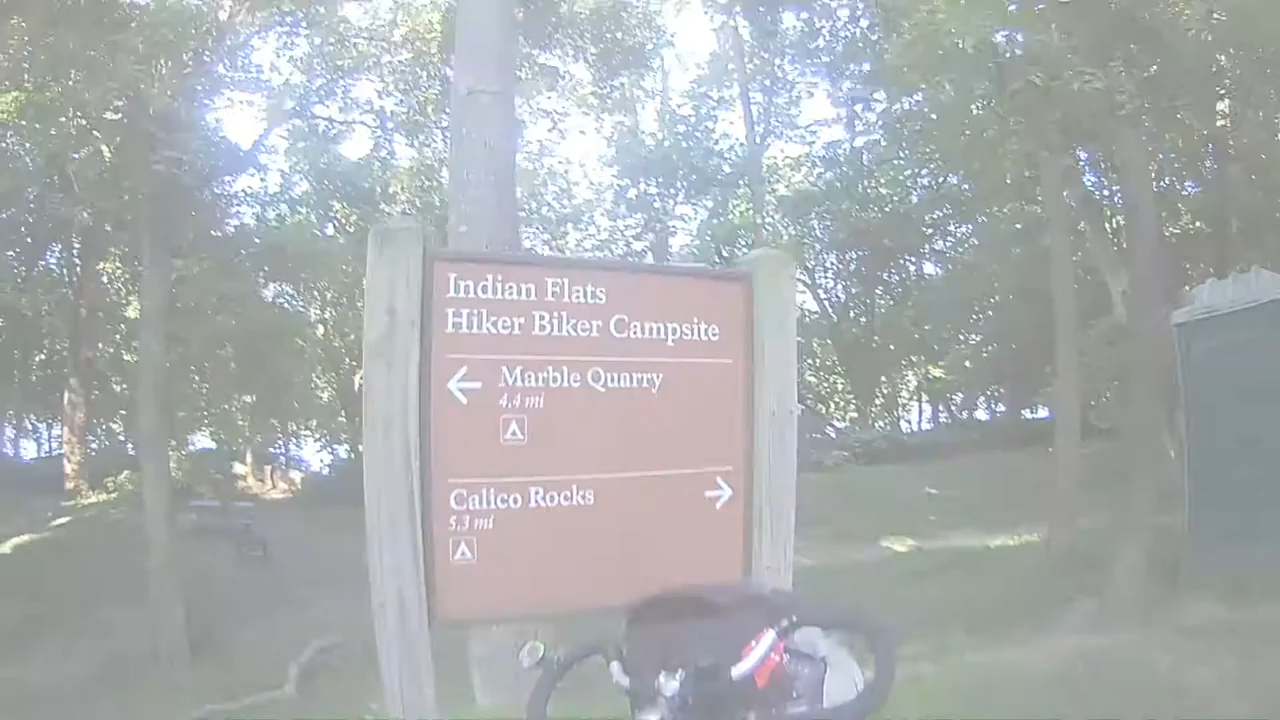 Indian Flats
Hiker Biker Campsite
Marble Quarry
4.4 mi
Calico Rocks
5.3 mi